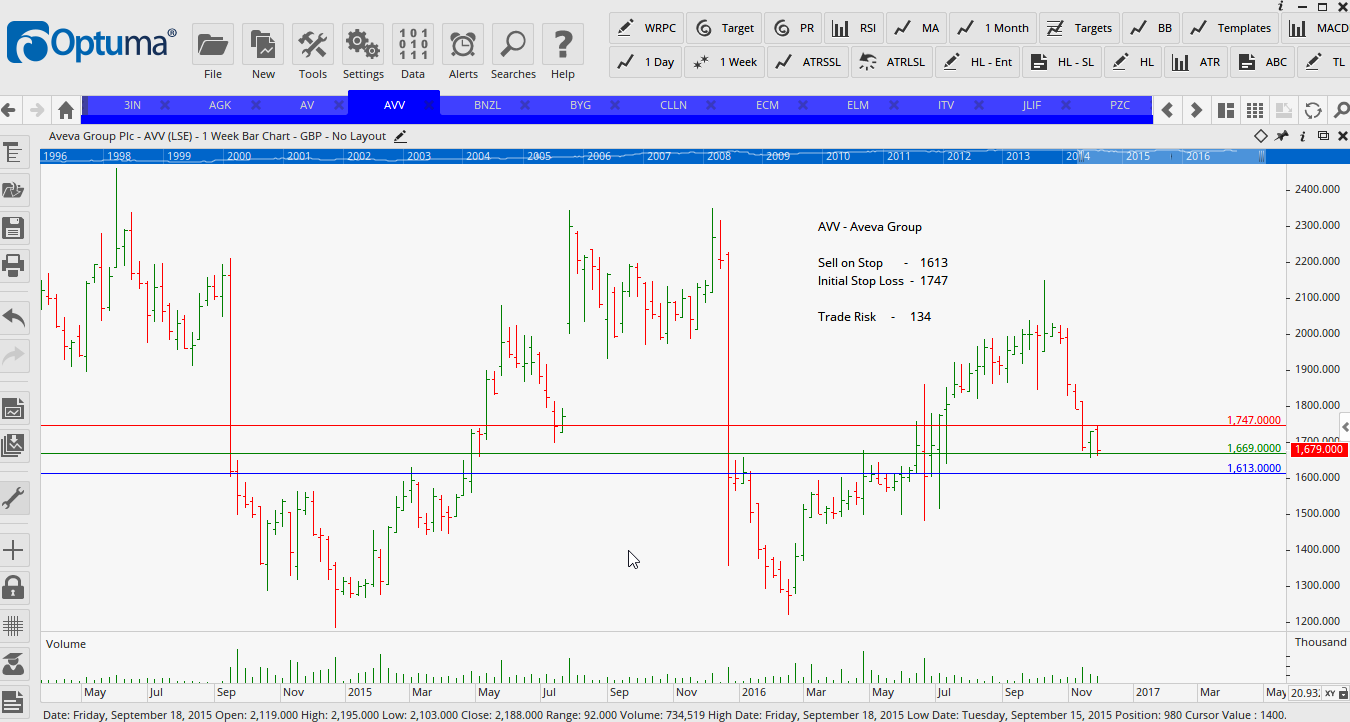 Optuma®
File
New
Tools
Settings
101
010
111
Data
Alerts
Searches
Help
WRPC
Target
PR
RSI
MA
1 Month
Targets
BB
Templates
MACD
1 Day
1 Week
ATRSSL
ATRLSL
HL - Ent
HL - SL
HL
ATR
ABC
TL
3IN
AGK
AV
AVV
BNZL
BYG
CLLN
ECM
ELM
ITV
JLIF
PZC
Aveva Group Plc - AVV (LSE) - 1 Week Bar Chart - GBP - No Layout
1996 1998 1999 2000 2001 2002 2003 2004 2005 2006 2007 2008 2009 2010 2011 2012 2013 2014 2015 2016
AVV - Aveva Group
Sell on Stop - 1613
Initial Stop Loss - 1747
Trade Risk - 134
2400.000
2300.000
2200.000
2100.000
2000.000
1900.000
1800.000
1700.000
1600.000
1500.000
1400.000
1300.000
1200.000
1,747.0000
1,669.0000
1,679.000
1,613.0000
Volume
Thousand
May Jul Sep Nov 2015 Mar May Jul Sep Nov 2016 Mar May Jul Sep Nov 2017 Mar May
20.93 XY
Date: Friday, September 18, 2015 Open: 2,119.000 High: 2,195.000 Low: 2,103.000 Close: 2,188.000 Range: 92.000 Volume: 734,519 High Date: Friday, September 18, 2015 Low Date: Tuesday, September 15, 2015 Position: 980 Cursor Value : 1400.